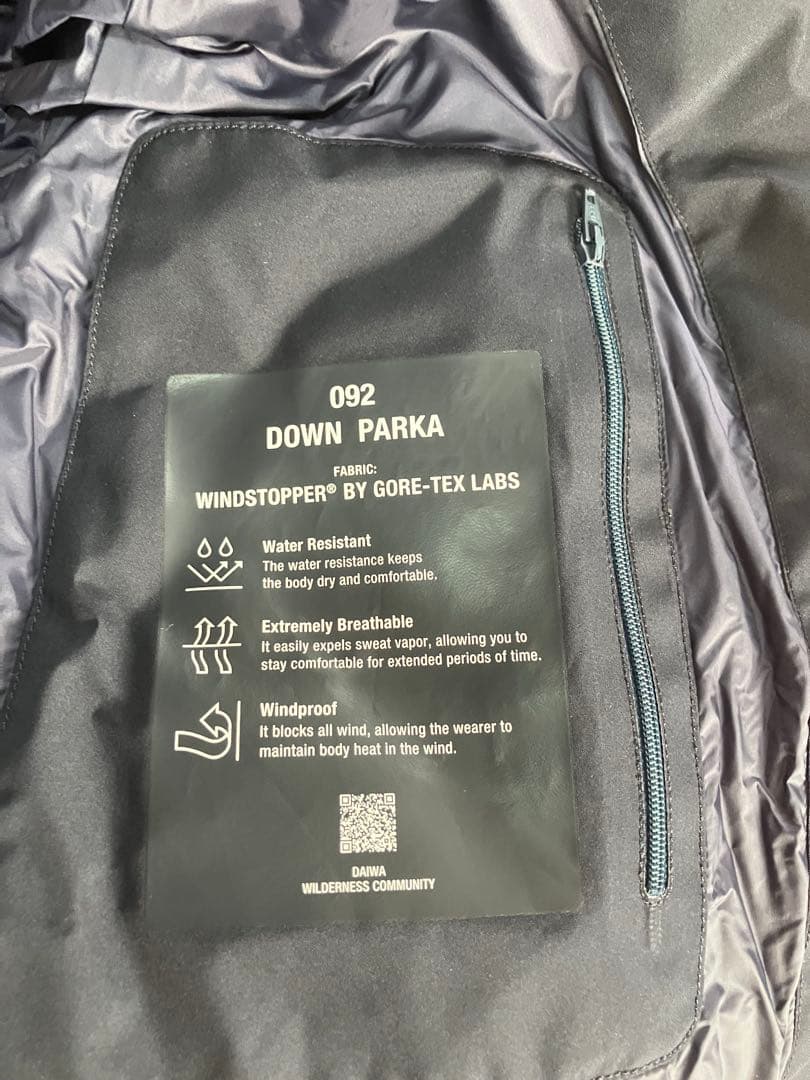 092
DOWN PARKA
FABRIC:
WINDSTOPPER® BY GORE-TEX LABS
Water Resistant
The water resistance keeps
the body dry and comfortable.
Extremely Breathable
It easily expels sweat vapor, allowing you to
stay comfortable for extended periods of time.
Windproof
It blocks all wind, allowing the wearer to
maintain body heat in the wind.
DAIWA
WILDERNESS COMMUNITY